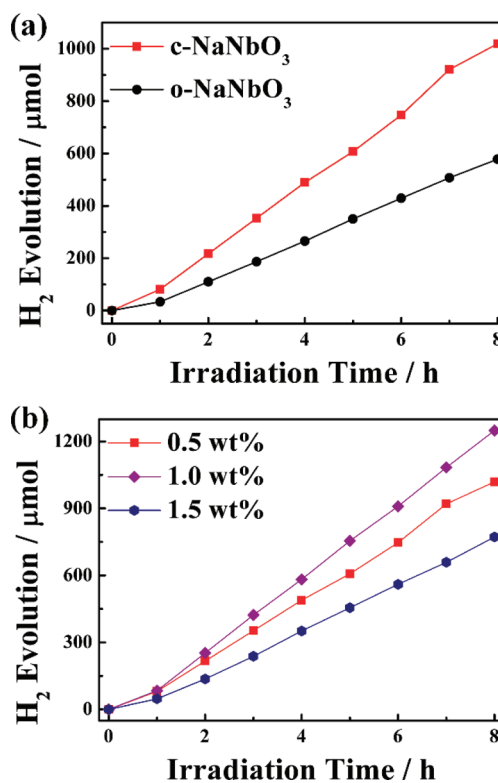 (a)
c-NaNbO₃
o-NaNbO₃
1000
800
600
400
200
0
H₂ Evolution / μmol
0 2 4 6 8
Irradiation Time / h
(b)
0.5 wt%
1.0 wt%
1.5 wt%
1200
900
600
300
0
H₂ Evolution / μmol
0 2 4 6 8
Irradiation Time / h